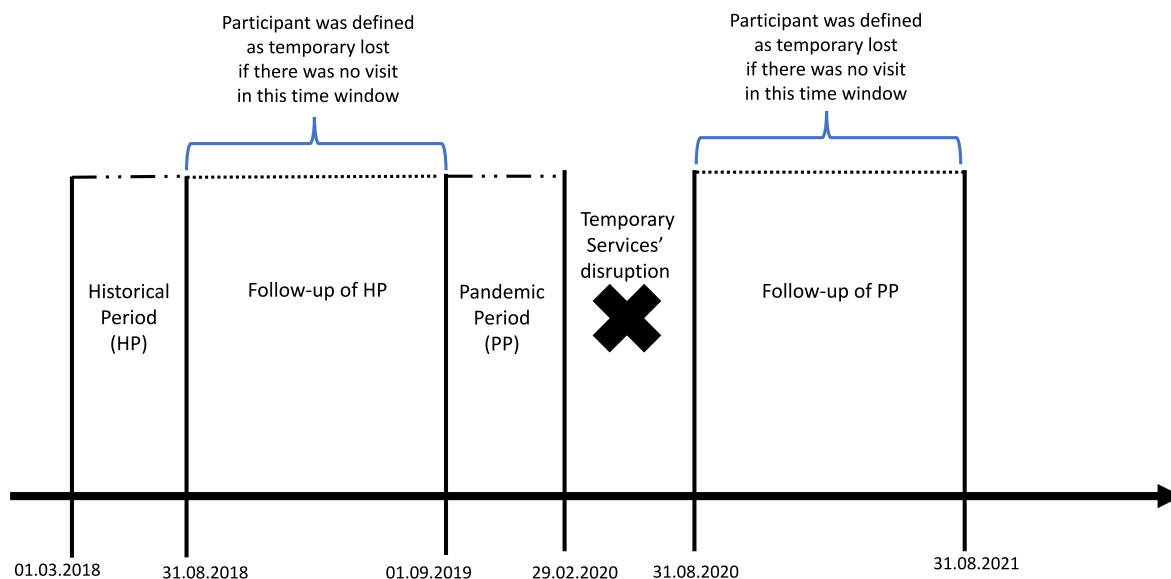 Participant was defined
as temporary lost
if there was no visit
in this time window
Participant was defined
as temporary lost
if there was no visit
in this time window
Historical
Period
(HP)
Follow-up of HP
Pandemic
Period
(PP)
Temporary
Services’
disruption
Follow-up of PP
01.03.2018
31.08.2018
01.09.2019
29.02.2020
31.08.2020
31.08.2021